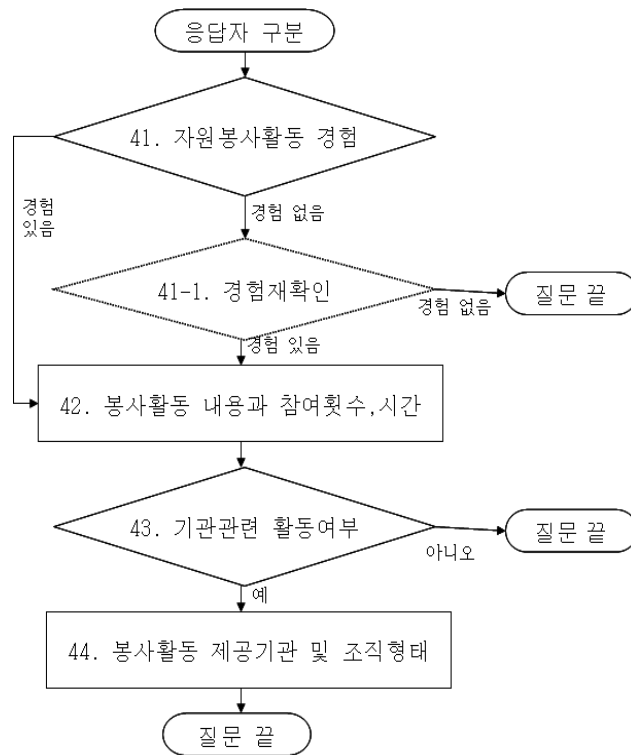 응답자 구분
41. 자원봉사활동 경험
경험
있음
경험 없음
41-1. 경험재확인
경험 없음
질문 끝
경험 있음
42. 봉사활동 내용과 참여횟수,시간
43. 기관관련 활동여부
아니오
질문 끝
예
44. 봉사활동 제공기관 및 조직형태
질문 끝